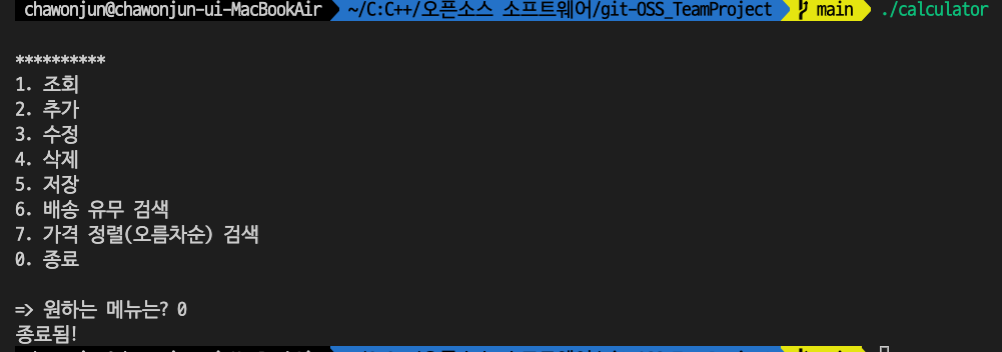 chawonjun@chawonjun-ui-MacBookAir ~/C:C++/오픈소스 소프트웨어/git-OSS_TeamProject main ./calculator
**********
1. 조회
2. 추가
3. 수정
4. 삭제
5. 저장
6. 배송 유무 검색
7. 가격 정렬(오름차순) 검색
0. 종료
=> 원하는 메뉴는? 0
종료됨!